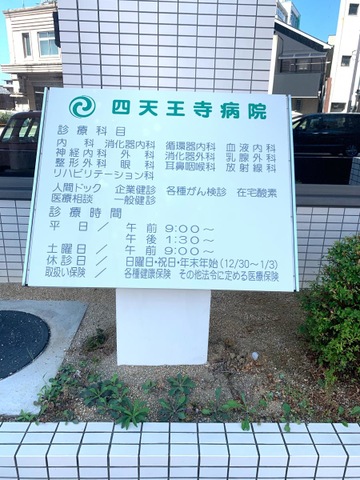 四天王寺病院
診療科目
内科 消化器内科 循環器内科 血液内科
神経内科 外科 消化器外科 乳腺外科
整形外科 眼科 耳鼻咽喉科 放射線科
リハビリテーション科
人間ドック 企業健診 各種がん検診 在宅酸素
医療相談 一般健診
診療時間
平日/ 午前 9:00〜
午後 1:30〜
土曜日/ 午前 9:00〜
休診日/ 日曜日・祝日・年末年始(12/30〜1/3)
取扱い保険/ 各種健康保険 その他法令に定める医療保険